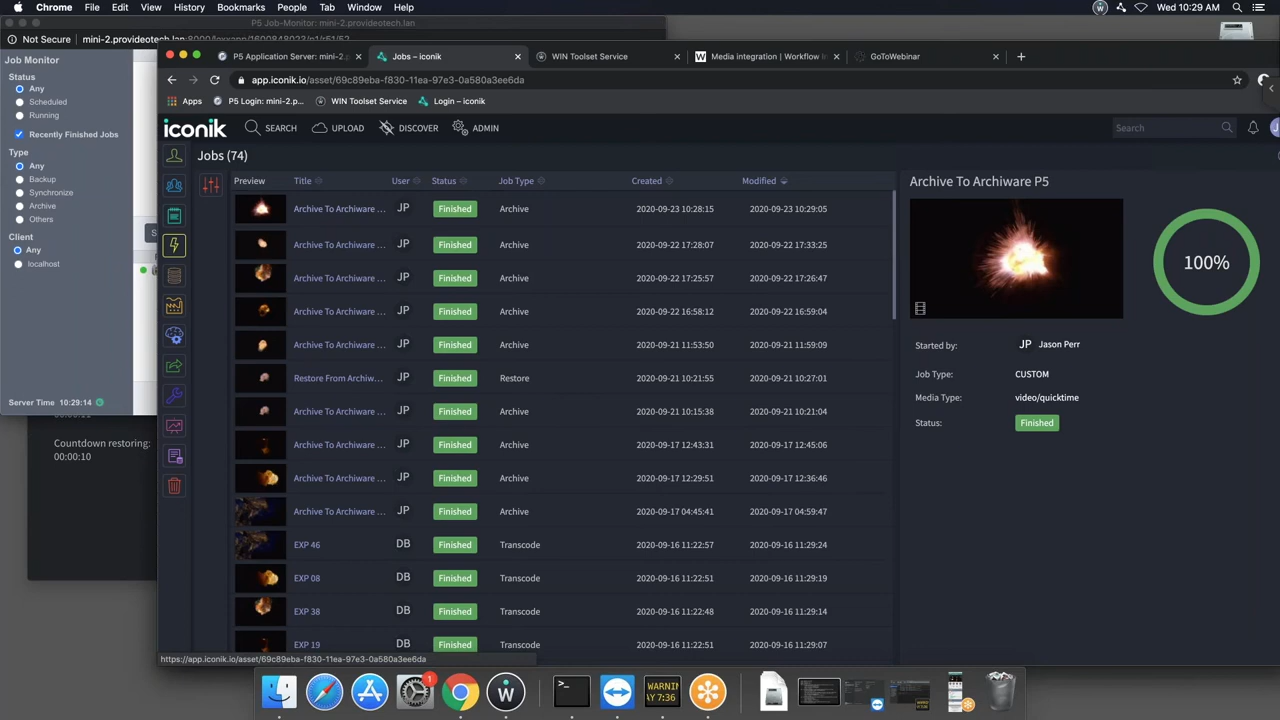 Chrome File Edit View History Bookmarks People Tab Window Help
Wed 10:29 AM
P5 Job-Monitor: mini-2.provideotech.lan
Not Secure mini-2.provideotech.lan:8000/lexxapp/1600848023/n1/rs1/52
Job Monitor
Status
Any
Scheduled
Running
Recently Finished Jobs
Type
Any
Backup
Synchronize
Archive
Others
Client
Any
localhost
Server Time 10:29:14
Countdown restoring:
00:00:10
P5 Application Server: mini-2.p
Jobs – iconik
WIN Toolset Service
Media integration | Workflow In
GoToWebinar
app.iconik.io/asset/69c89eba-f830-11ea-97e3-0a580a3ee6da
Apps P5 Login: mini-2.p... WIN Toolset Service Login – iconik
iconik SEARCH UPLOAD DISCOVER ADMIN
Search
Jobs (74)
Preview Title User Status Job Type Created Modified
Archive To Archiware ... JP Finished Archive 2020-09-23 10:28:15 2020-09-23 10:29:05
Archive To Archiware ... JP Finished Archive 2020-09-22 17:28:07 2020-09-22 17:33:25
Archive To Archiware ... JP Finished Archive 2020-09-22 17:25:57 2020-09-22 17:26:47
Archive To Archiware ... JP Finished Archive 2020-09-22 16:58:12 2020-09-22 16:59:04
Archive To Archiware ... JP Finished Archive 2020-09-22 11:53:50 2020-09-22 11:59:09
Restore From Archiw... JP Finished Restore 2020-09-22 10:21:55 2020-09-22 10:27:01
Archive To Archiware ... JP Finished Archive 2020-09-22 10:15:38 2020-09-22 10:21:04
Archive To Archiware ... JP Finished Archive 2020-09-17 12:43:31 2020-09-17 12:45:06
Archive To Archiware ... JP Finished Archive 2020-09-17 12:29:51 2020-09-17 12:36:46
Archive To Archiware ... JP Finished Archive 2020-09-17 04:45:41 2020-09-17 04:59:47
EXP 46 DB Finished Transcode 2020-09-16 11:22:57 2020-09-16 11:29:24
EXP 08 DB Finished Transcode 2020-09-16 11:22:51 2020-09-16 11:29:19
EXP 38 DB Finished Transcode 2020-09-16 11:22:48 2020-09-16 11:29:14
EXP 19 DB Finished Transcode 2020-09-16 11:22:51 2020-09-16 11:29:07
Archive To Archiware P5
100%
Started by: JP Jason Perr
Job Type: CUSTOM
Media Type: video/quicktime
Status: Finished
https://app.iconik.io/asset/69c89eba-f830-11ea-97e3-0a580a3ee6da
1
WARNING
AY 7:36